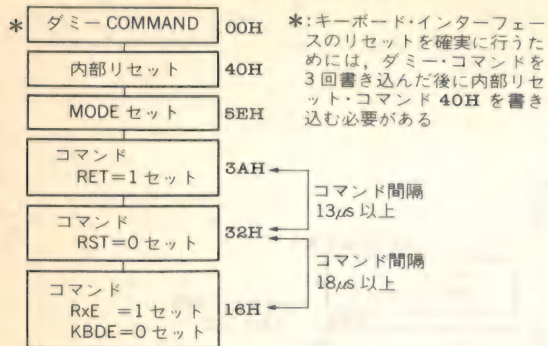 * ダミー COMMAND 00H
内部リセット 40H
MODE セット 5EH
コマンド
RET=1 セット 3AH
コマンド間隔
13μs 以上
コマンド
RST=0 セット 32H
コマンド間隔
18μs 以上
コマンド
RxE =1 セット 16H
KBDE=0 セット
*:キーボード・インターフェー
スのリセットを確実に行うた
めには,ダミー・コマンドを
3回書き込んだ後に内部リセ
ット・コマンド 40H を書き
込む必要がある